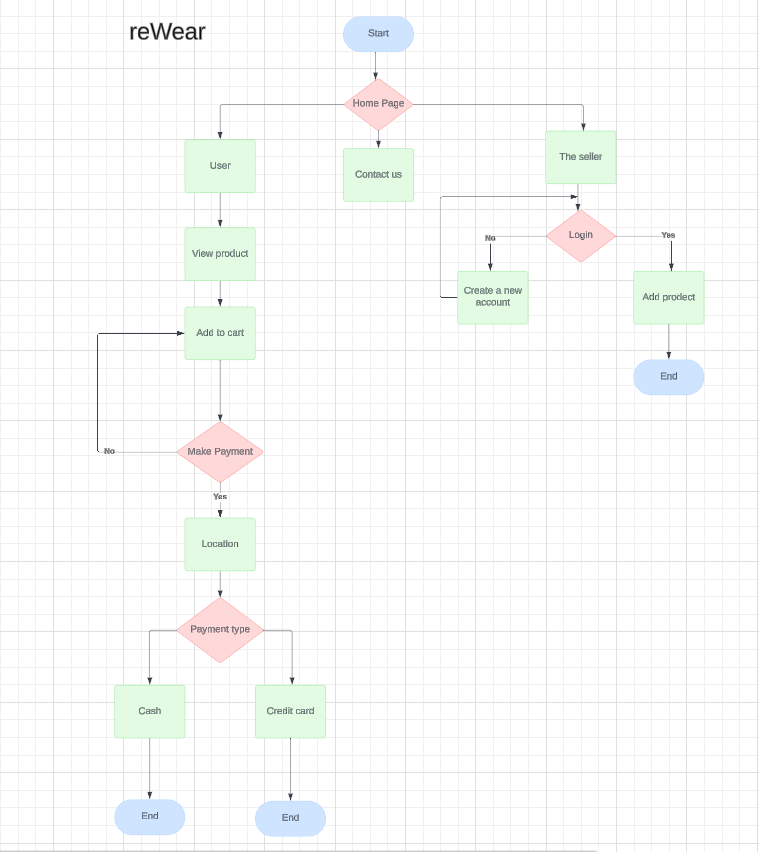 reWear
Start
Home Page
User
Contact us
The seller
Login
No
Yes
View product
Create a new
account
Add prodect
Add to cart
End
Make Payment
No
Yes
Location
Payment type
Cash
Credit card
End
End